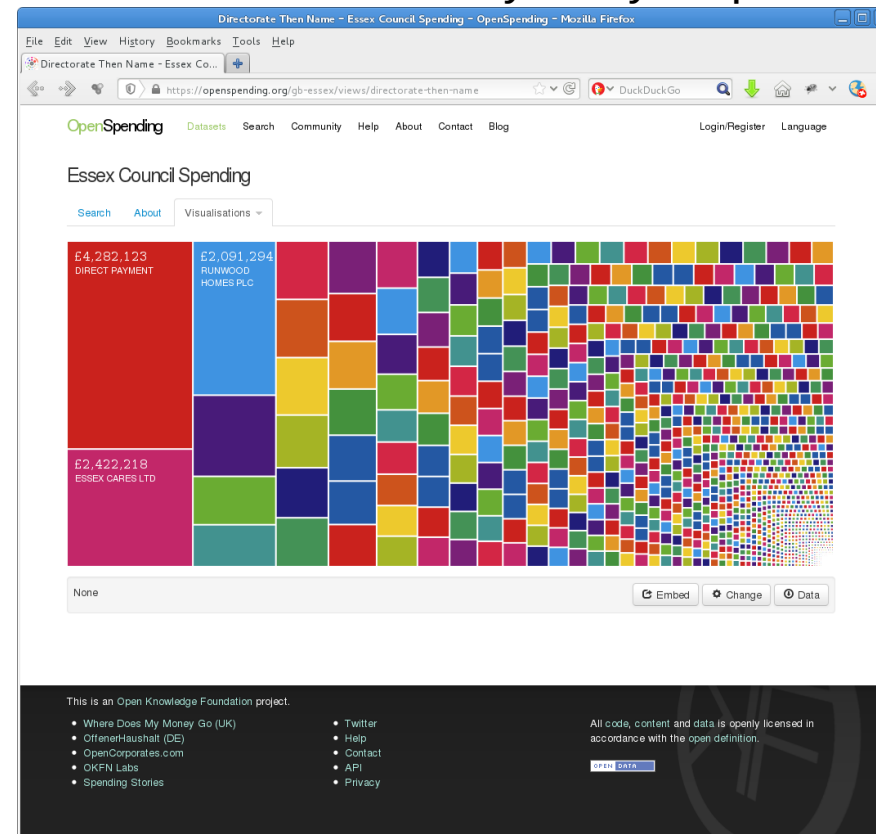 Directorate Then Name - Essex Council Spending - OpenSpending - Mozilla Firefox
File Edit View History Bookmarks Tools Help
Directorate Then Name - Essex Co...
https://openspending.org/gb-essex/views/directorate-then-name
DuckDuckGo
OpenSpending Datasets Search Community Help About Contact Blog Login/Register Language
Essex Council Spending
Search About Visualisations
£4,282,123
DIRECT PAYMENT
£2,091,294
RUNWOOD
HOMES PLC
£2,422,218
ESSEX CARES LTD
None
Embed Change Data
This is an Open Knowledge Foundation project.
Where Does My Money Go (UK)
OffenerHaushalt (DE)
OpenCorporates.com
OKFN Labs
Spending Stories
Twitter
Help
Contact
API
Privacy
All code, content and data is openly licensed in
accordance with the open definition.
OPEN DATA